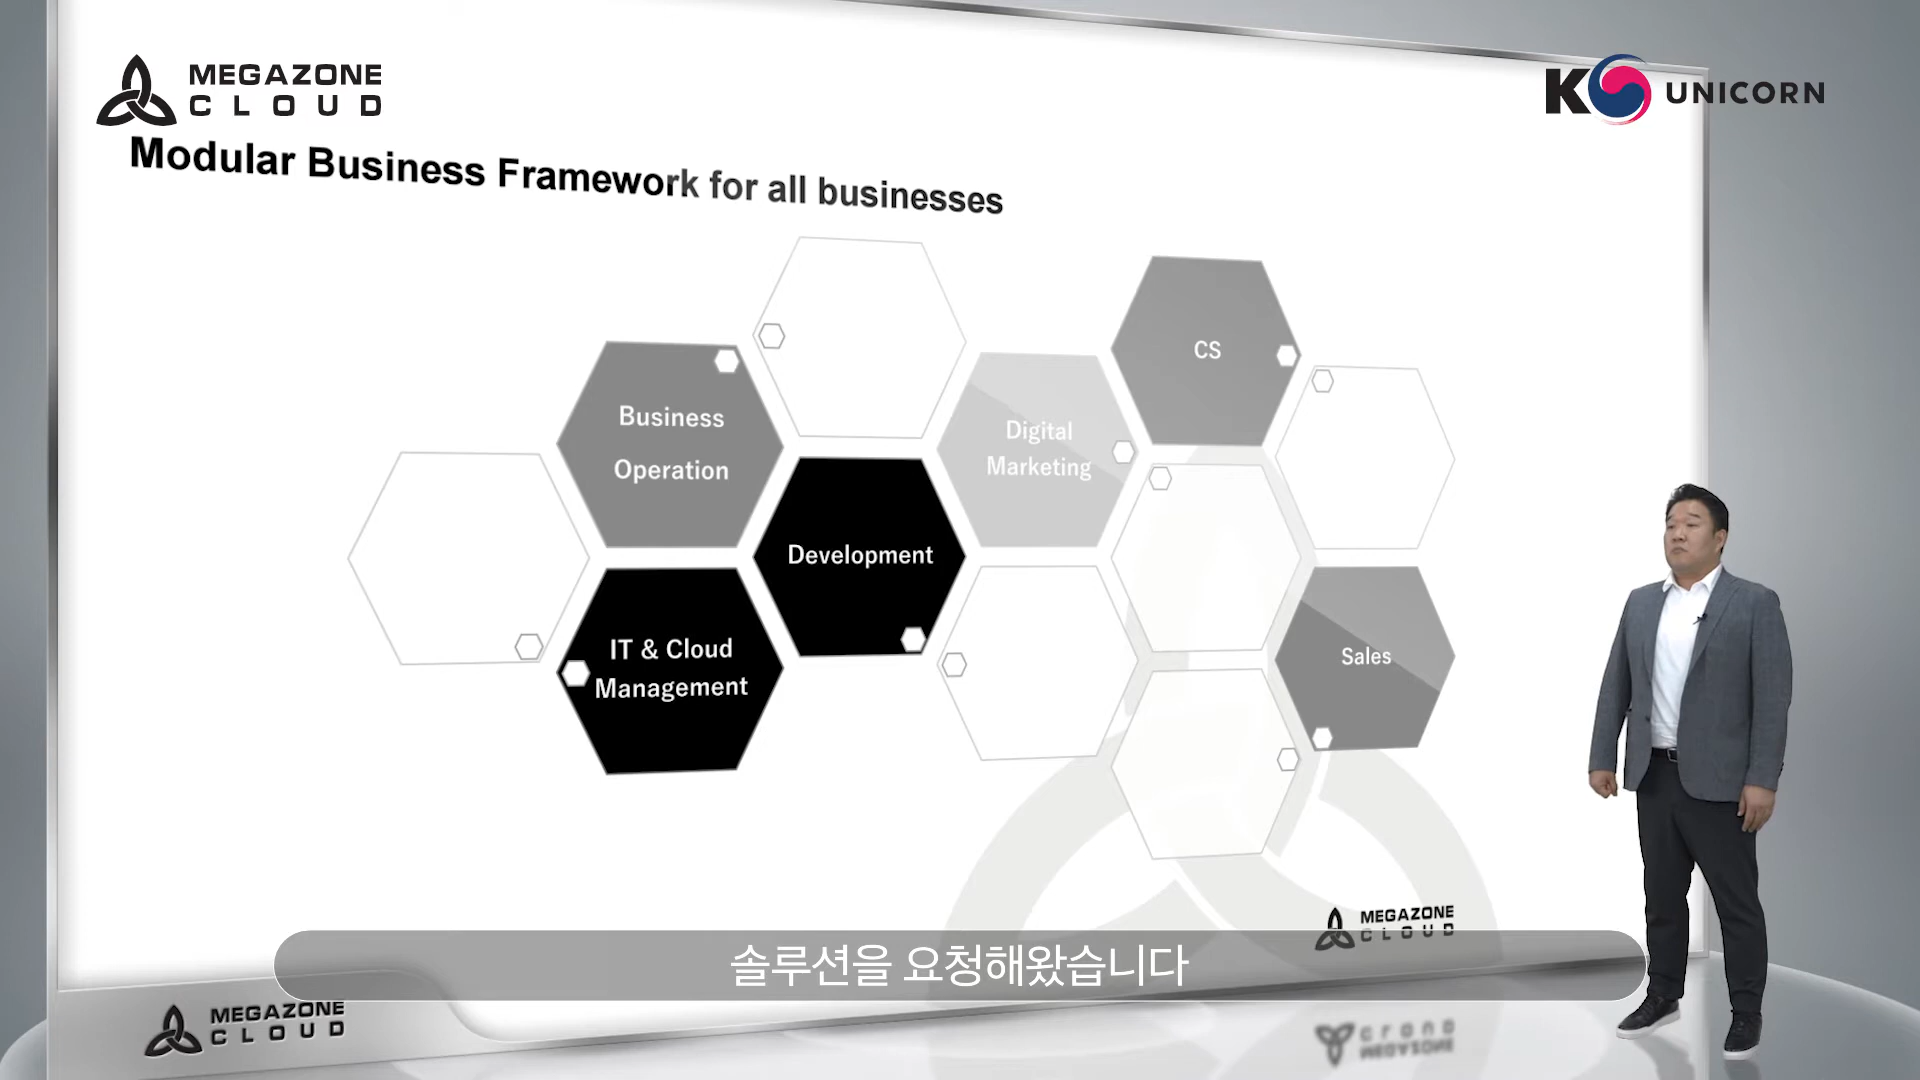 MEGAZONE
CLOUD
K UNICORN
Modular Business Framework for all businesses
CS
Business
Operation
Digital
Marketing
Development
IT & Cloud
Management
Sales
MEGAZONE
CLOUD
솔루션을 요청해왔습니다
MEGAZONE
CLOUD